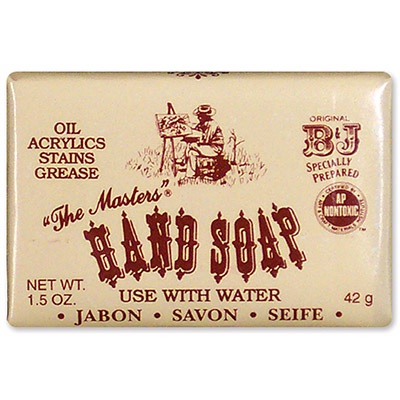 OIL
ACRYLICS
STAINS
GREASE
ORIGINAL
B&J
SPECIALLY
PREPARED
AP
NONTOXIC
TM
"The Masters"®
HAND SOAP
NET WT.
1.5 OZ.
USE WITH WATER
42 g
• JABON • SAVON • SEIFE •